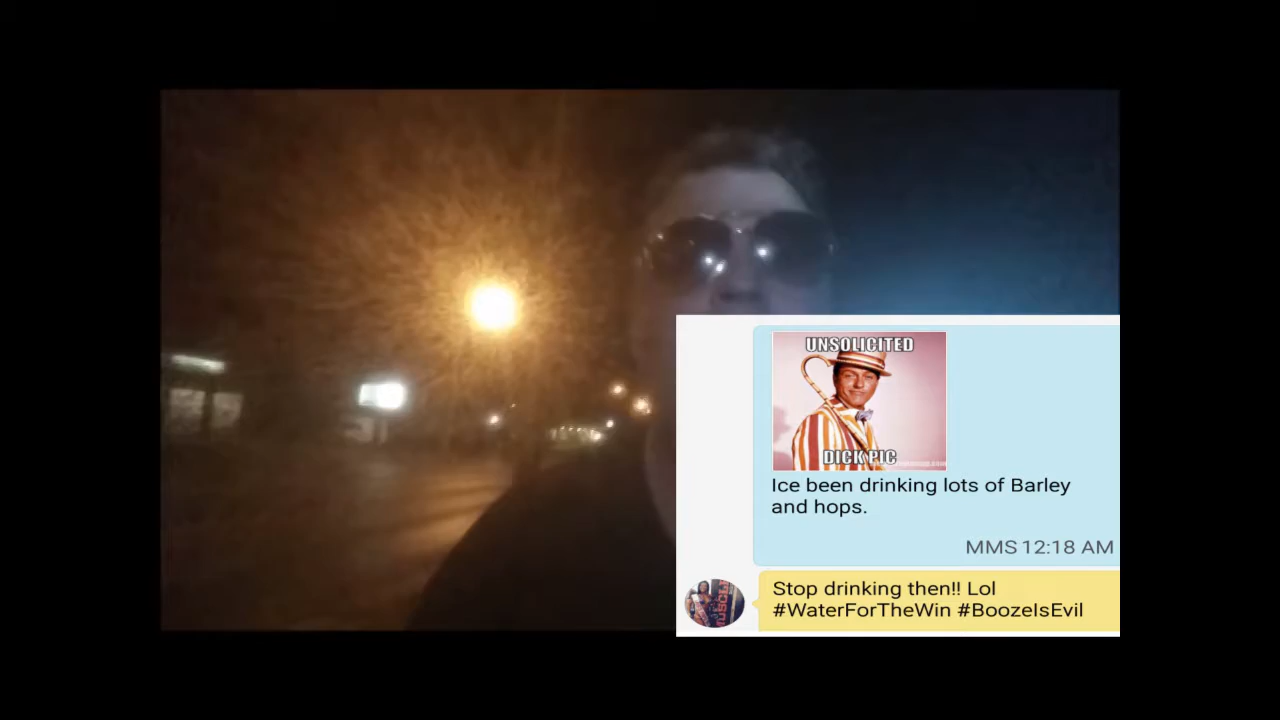 UNSOLICITED
DICK PIC
Ice been drinking lots of Barley
and hops.
MMS 12:18 AM
Stop drinking then!! Lol
#WaterForTheWin #BoozeIsEvil